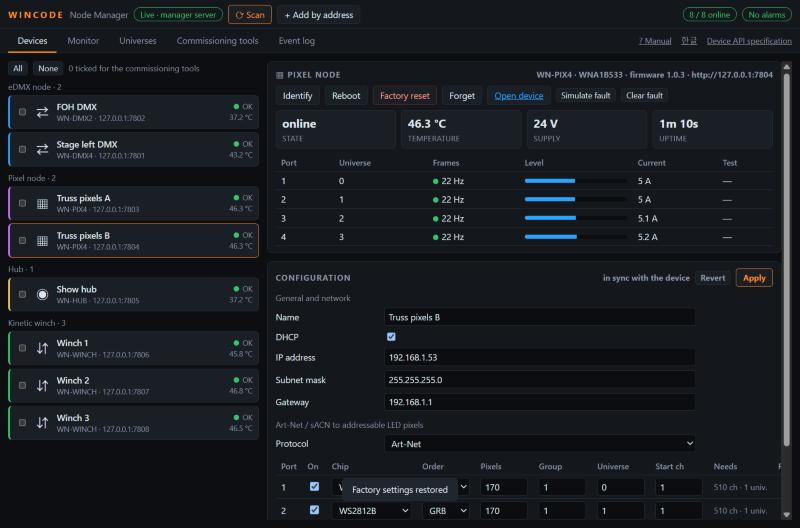 WINCODE Node Manager Live · manager server Scan + Add by address 8 / 8 online No alarms
Devices Monitor Universes Commissioning tools Event log ? Manual 한글 Device API specification
All None 0 ticked for the commissioning tools
eDMX node · 2
FOH DMX OK
WN-DMX2 · 127.0.0.1:7802 37.2 °C
Stage left DMX OK
WN-DMX4 · 127.0.0.1:7801 43.2 °C
Pixel node · 2
Truss pixels A OK
WN-PIX4 · 127.0.0.1:7803 46.3 °C
Truss pixels B OK
WN-PIX4 · 127.0.0.1:7804 46.3 °C
Hub · 1
Show hub OK
WN-HUB · 127.0.0.1:7805 37.2 °C
Kinetic winch · 3
Winch 1 OK
WN-WINCH · 127.0.0.1:7806 45.8 °C
Winch 2 OK
WN-WINCH · 127.0.0.1:7807 46.8 °C
Winch 3 OK
WN-WINCH · 127.0.0.1:7808 46.5 °C
PIXEL NODE WN-PIX4 · WNA1B533 · firmware 1.0.3 · http://127.0.0.1:7804
Identify Reboot Factory reset Forget Open device Simulate fault Clear fault
online 46.3 °C 24 V 1m 10s
STATE TEMPERATURE SUPPLY UPTIME
Port Universe Frames Level Current Test
1 0 22 Hz 5 A —
2 1 22 Hz 5 A —
3 2 22 Hz 5.1 A —
4 3 22 Hz 5.2 A —
CONFIGURATION in sync with the device Revert Apply
General and network
Name Truss pixels B
DHCP
IP address 192.168.1.53
Subnet mask 255.255.255.0
Gateway 192.168.1.1
Art-Net / sACN to addressable LED pixels
Protocol Art-Net
Port On Chip Order Pixels Group Universe Start ch Needs
1 170 1 0 1 510 ch · 1 univ.
Factory settings restored
2 WS2812B GRB 170 1 1 1 510 ch · 1 univ.